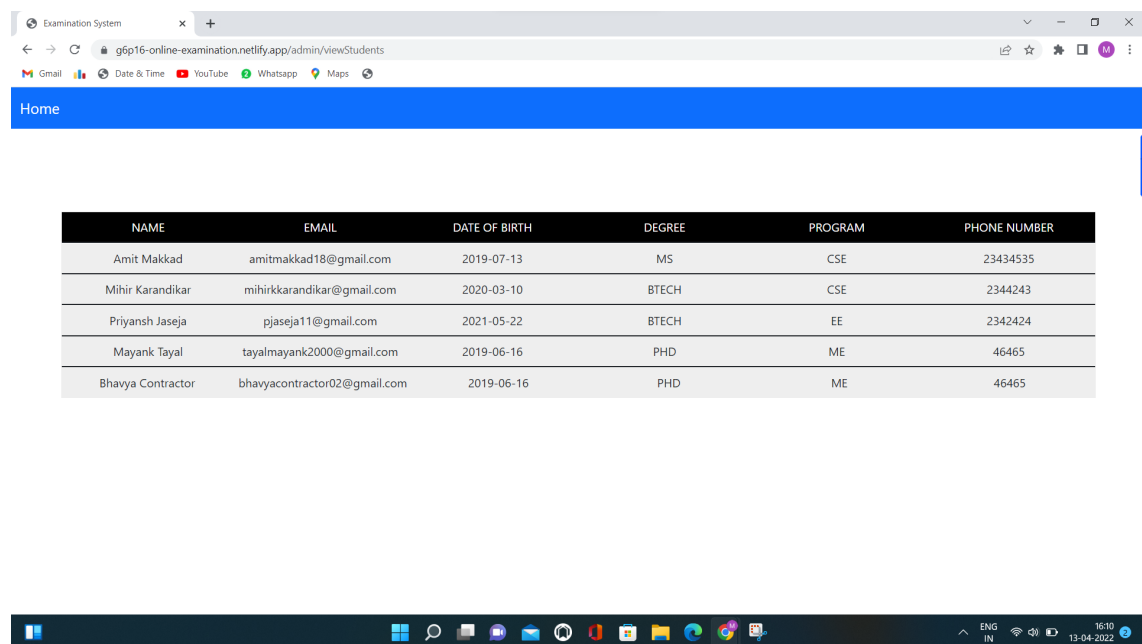 Examination System
g6p16-online-examination.netlify.app/admin/viewStudents
M
Gmail Date & Time YouTube 2 Whatsapp Maps
Home
NAME EMAIL DATE OF BIRTH DEGREE PROGRAM PHONE NUMBER
Amit Makkad amitmakkad18@gmail.com 2019-07-13 MS CSE 23434535
Mihir Karandikar mihirkkarandikar@gmail.com 2020-03-10 BTECH CSE 2344243
Priyansh Jaseja pjaseja11@gmail.com 2021-05-22 BTECH EE 2342424
Mayank Tayal tayalmayank2000@gmail.com 2019-06-16 PHD ME 46465
Bhavya Contractor bhavyacontractor02@gmail.com 2019-06-16 PHD ME 46465
M
ENG 16:10
IN 13-04-2022 2